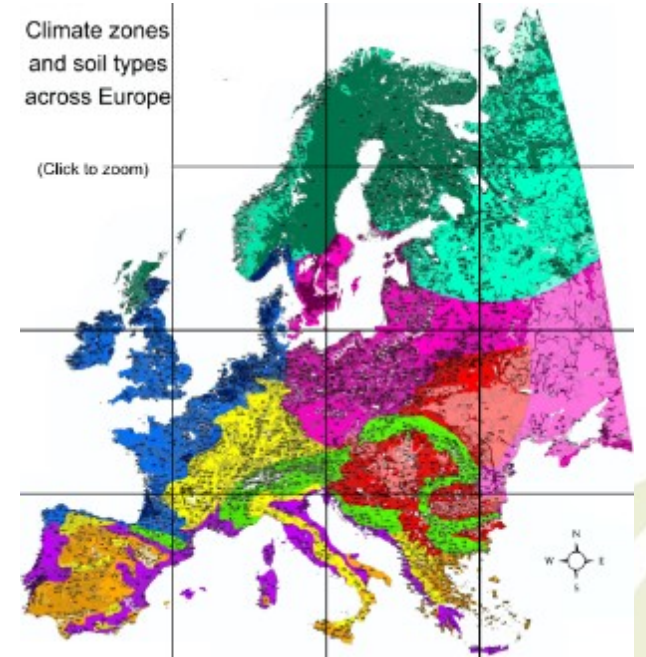 Climate zones
and soil types
across Europe
(Click to zoom)
N
W E
S